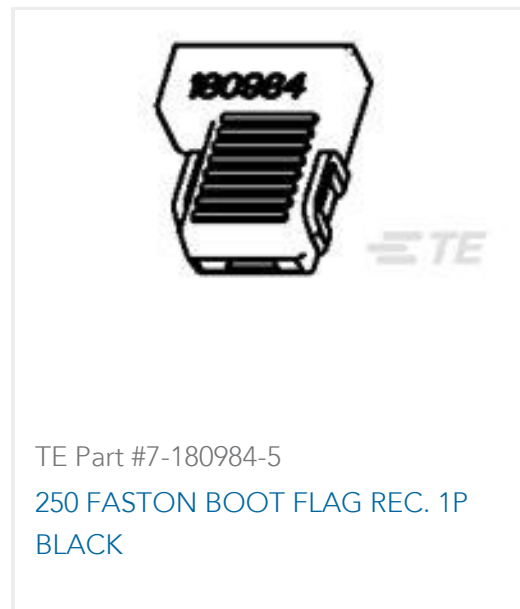 180984
TE
TE Part #7-180984-5
250 FASTON BOOT FLAG REC. 1P
BLACK